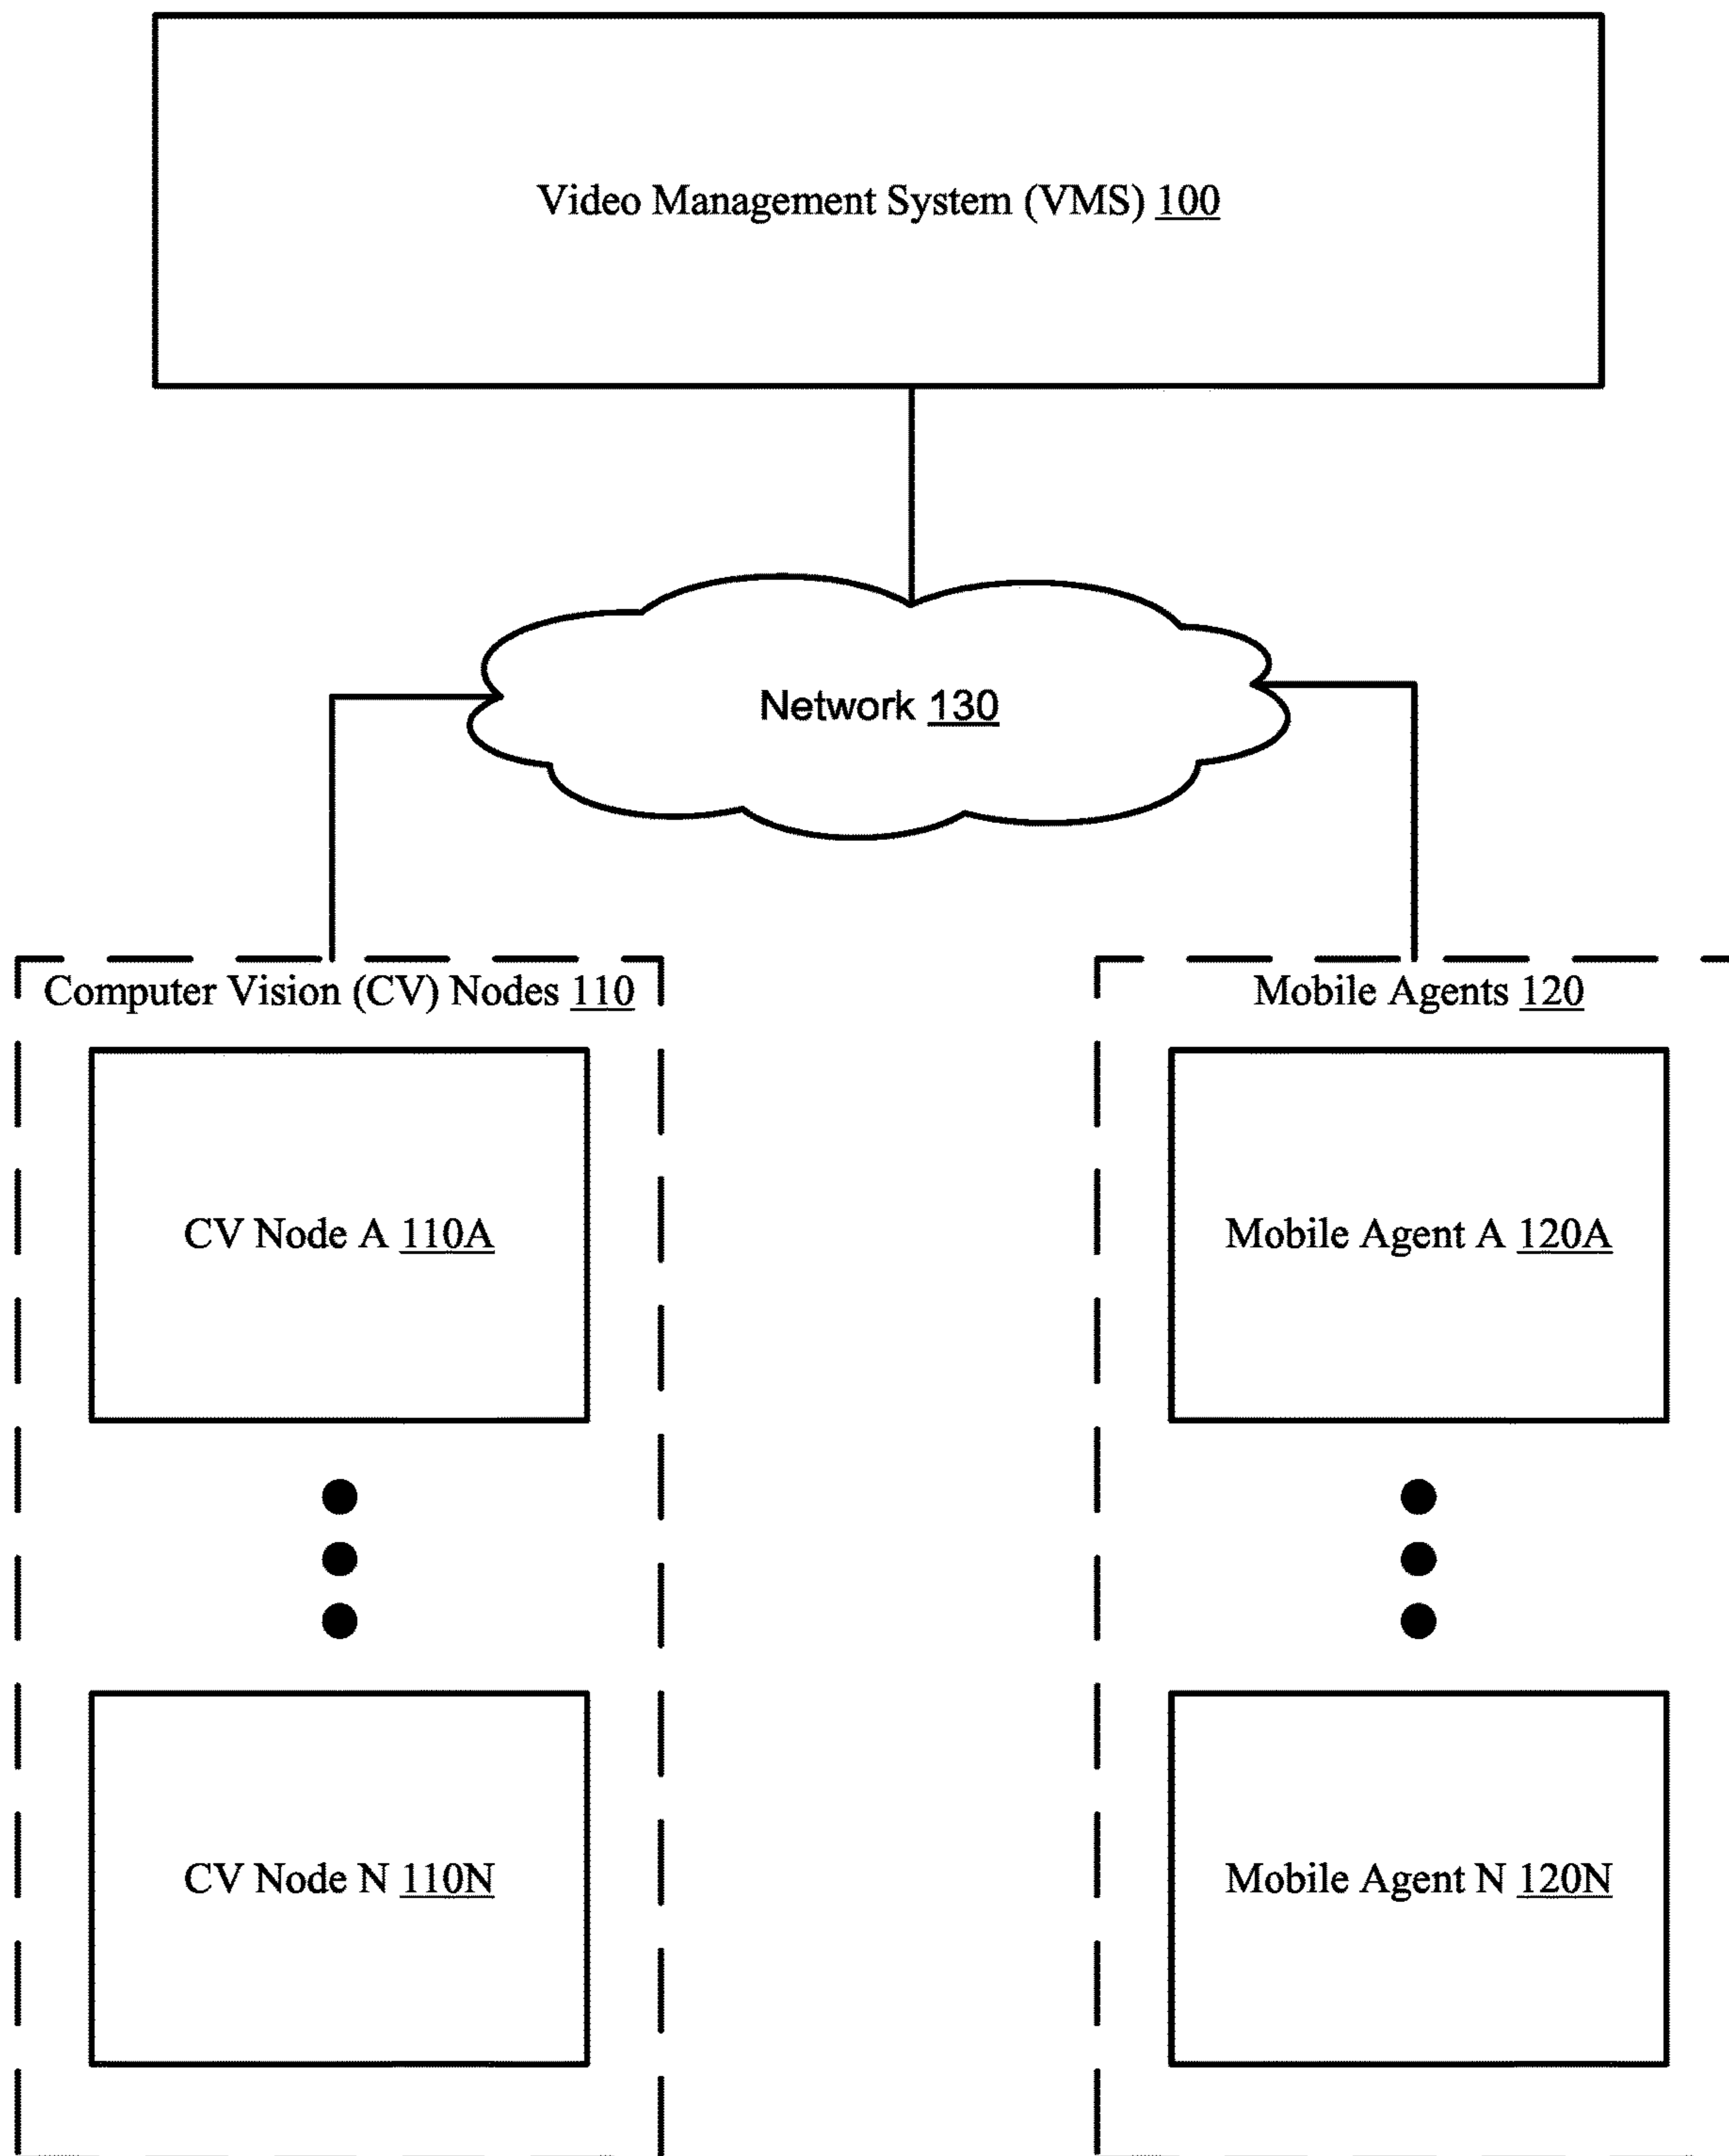 Video Management System (VMS) 100
Network 130
Computer Vision (CV) Nodes 110
Mobile Agents 120
CV Node A 110A
Mobile Agent A 120A
CV Node N 110N
Mobile Agent N 120N